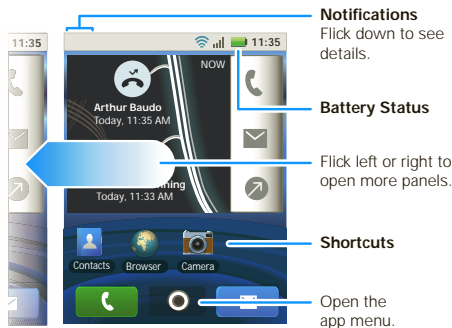 Notifications
Flick down to see
details.
11:35
11:35
NOW
Arthur Baudo
Today, 11:35 AM
Battery Status
Flick left or right to
open more panels.
Today, 11:33 AM
Shortcuts
Contacts
Browser
Camera
Open the
app menu.